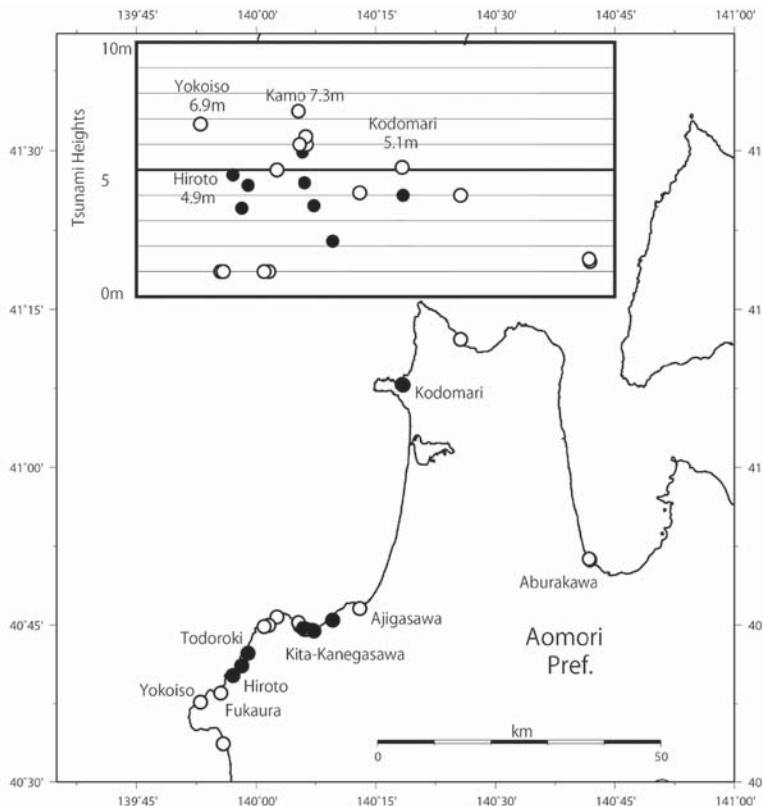 139˚45' 140˚00' 140˚15' 140˚30' 140˚45' 141˚00'
10m
Yokoiso
6.9m
Kamo 7.3m
Kodomari
5.1m
Tsunami Heights
5
Hiroto
4.9m
0m
41˚30'
41˚15' 41
Kodomari
41˚00' 41
Aburakawa
Ajigasawa
40˚45' 40
Todoroki
Kita-Kanegasawa
Aomori
Pref.
Yokoiso
Hiroto
Fukaura
km
0 50
40˚30' 40
139˚45' 140˚00' 140˚15' 140˚30' 140˚45' 141˚00'